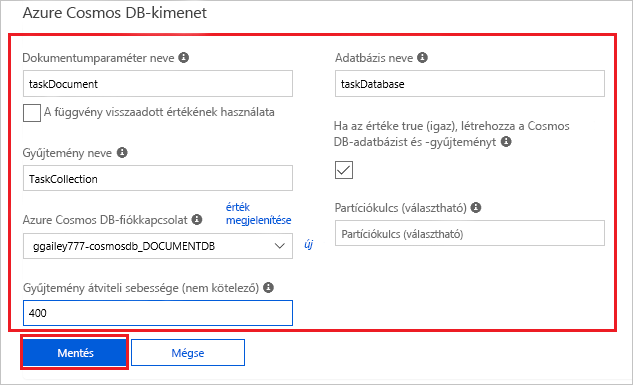 Azure Cosmos DB-kimenet
Dokumentumparaméter neve
taskDocument
A függvény visszaadott értékének használata
Gyűjtemény neve
TaskCollection
Azure Cosmos DB-fiókkapcsolat
érték
megjelenítése
ggailey777-cosmosdb_DOCUMENTDB
új
Gyűjtemény átviteli sebessége (nem kötelező)
400
Adatbázis neve
taskDatabase
Ha az értéke true (igaz), létrehozza a Cosmos
DB-adatbázist és -gyűjteményt
Partíciókulcs (választható)
Partíciókulcs (választható)
Mentés
Mégse